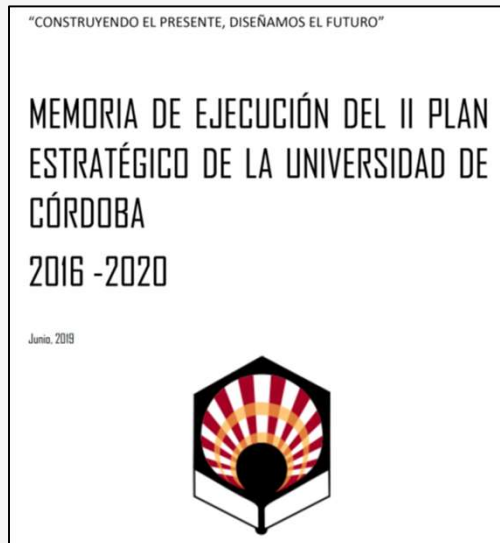 “CONSTRUYENDO EL PRESENTE, DISEÑAMOS EL FUTURO”
MEMORIA DE EJECUCIÓN DEL II PLAN
ESTRATÉGICO DE LA UNIVERSIDAD DE
CÓRDOBA
2016 -2020
Junio, 2019